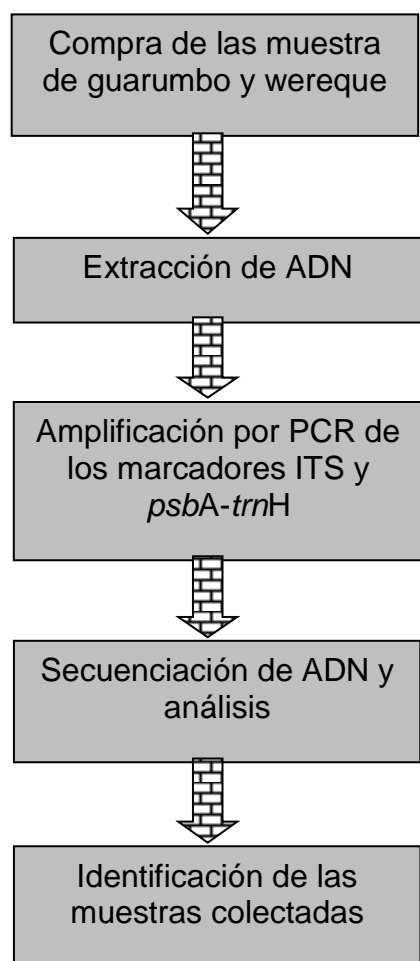 Compra de las muestra
de guarumbo y wereque
Extracción de ADN
Amplificación por PCR de
los marcadores ITS y
psbA-trnH
Secuenciación de ADN y
análisis
Identificación de las
muestras colectadas